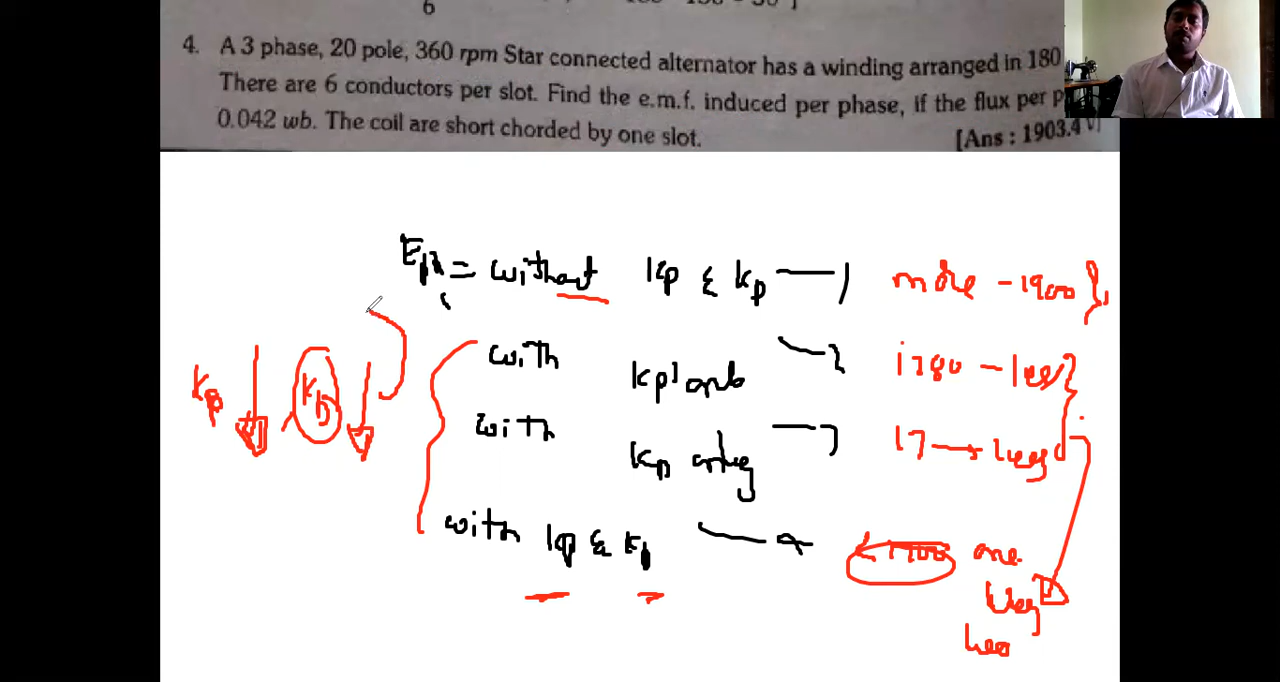 6
4. A 3 phase, 20 pole, 360 rpm Star connected alternator has a winding arranged in 180
There are 6 conductors per slot. Find the e.m.f. induced per phase, if the flux per p
0.042 wb. The coil are short chorded by one slot.
[Ans : 1903.4 V]
Eph = without kp & kp — 1 more - 1900
with kp only 2 1780 - less
with kp only 3 17 → less
with kp & kp 4 < 1700 one
less
kp kD